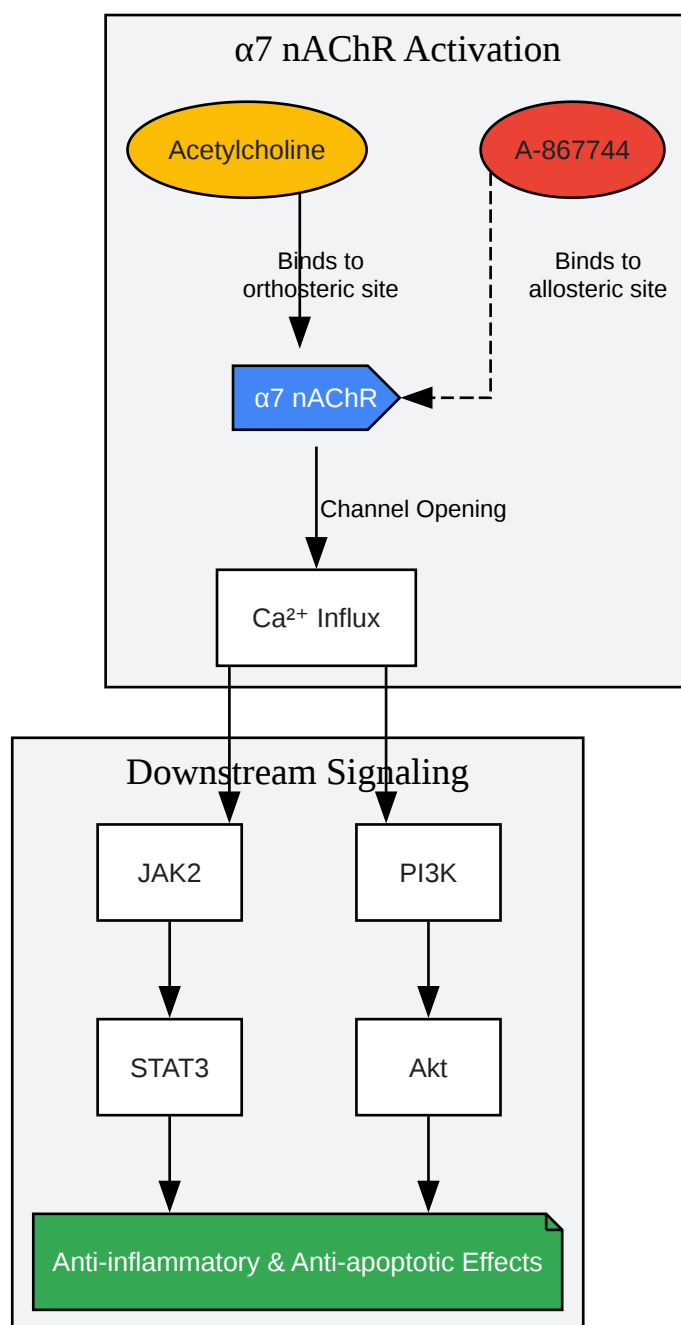 α7 nAChR Activation
Acetylcholine
A-867744
Binds to
orthosteric site
Binds to
allosteric site
α7 nAChR
Channel Opening
Ca²⁺ Influx
Downstream Signaling
JAK2
PI3K
STAT3
Akt
Anti-inflammatory & Anti-apoptotic Effects